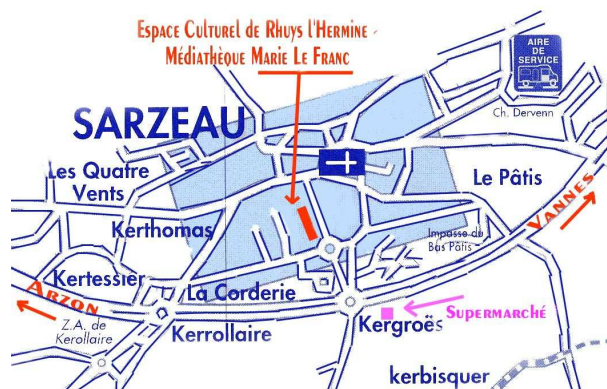 Espace Culturel de Rhuys l'Hermine -
Médiathèque Marie Le Franc
AIRE
DE
SERVICE
Ch. Dervenn
SARZEAU
Les Quatre
Vents
Le Pâtis
Kerthomas
VANNES
Impasse du
Bas Pâtis
Kertessier
La Corderie
ARZON
Z.A. de
Kerollaire
Kerrollaire
Kergroës
SUPERMARCHÉ
kerbisquer